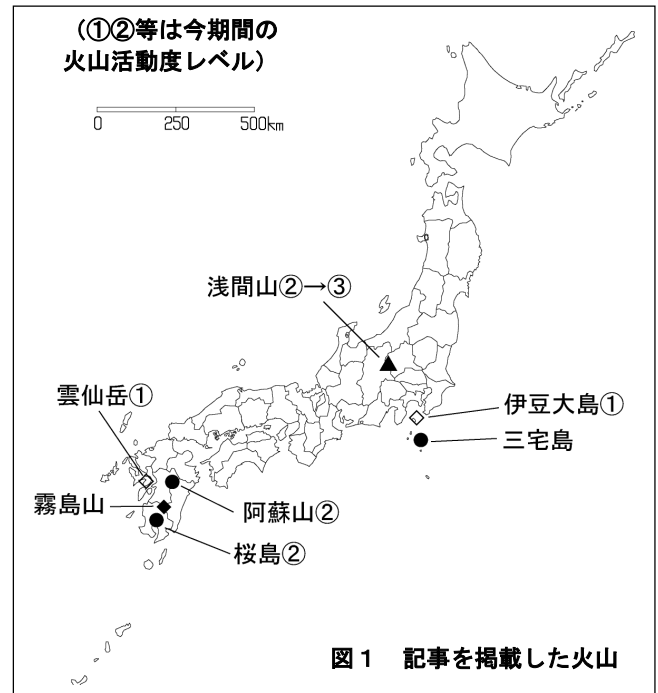 （①②等は今期間の
火山活動度レベル）
0 250 500km
浅間山②→③
雲仙岳①
伊豆大島①
三宅島
霧島山
阿蘇山②
桜島②
図１ 記事を掲載した火山